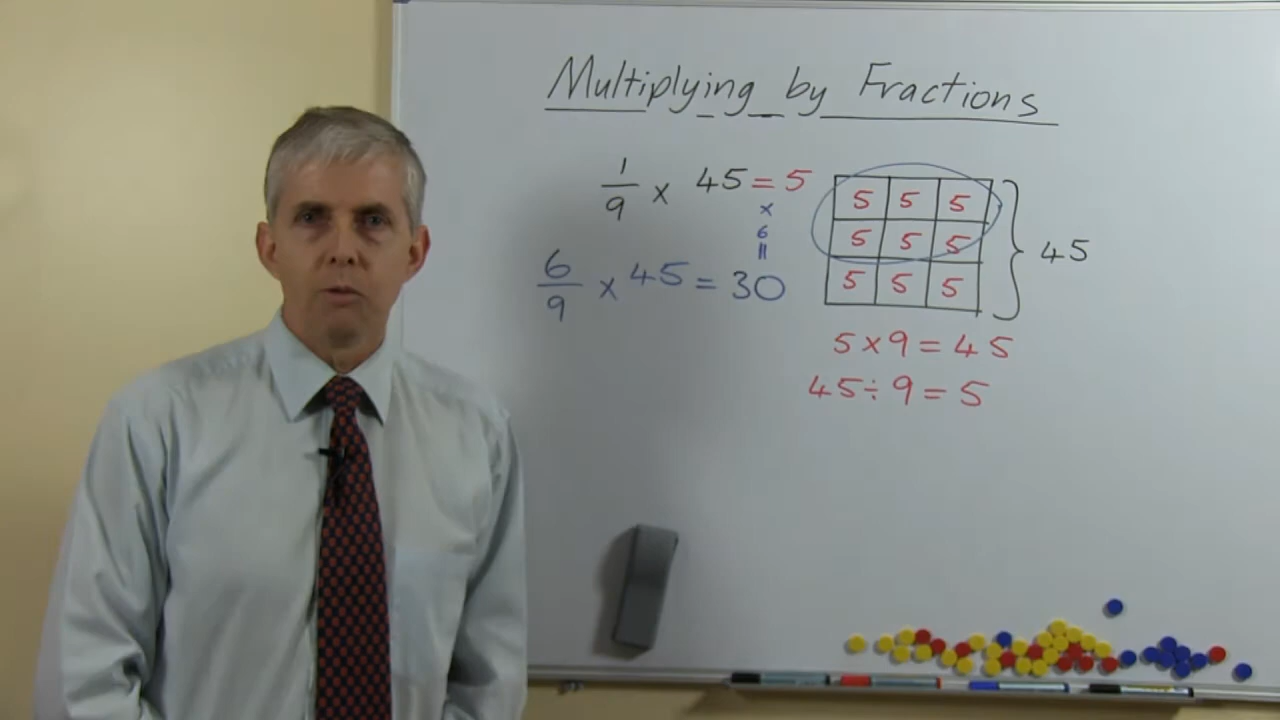 Multiplying by Fractions
1/9 × 45 = 5
×
6
=
6/9 × 45 = 30
5 5 5
5 5 5
5 5 5
} 45
5 × 9 = 45
45 ÷ 9 = 5